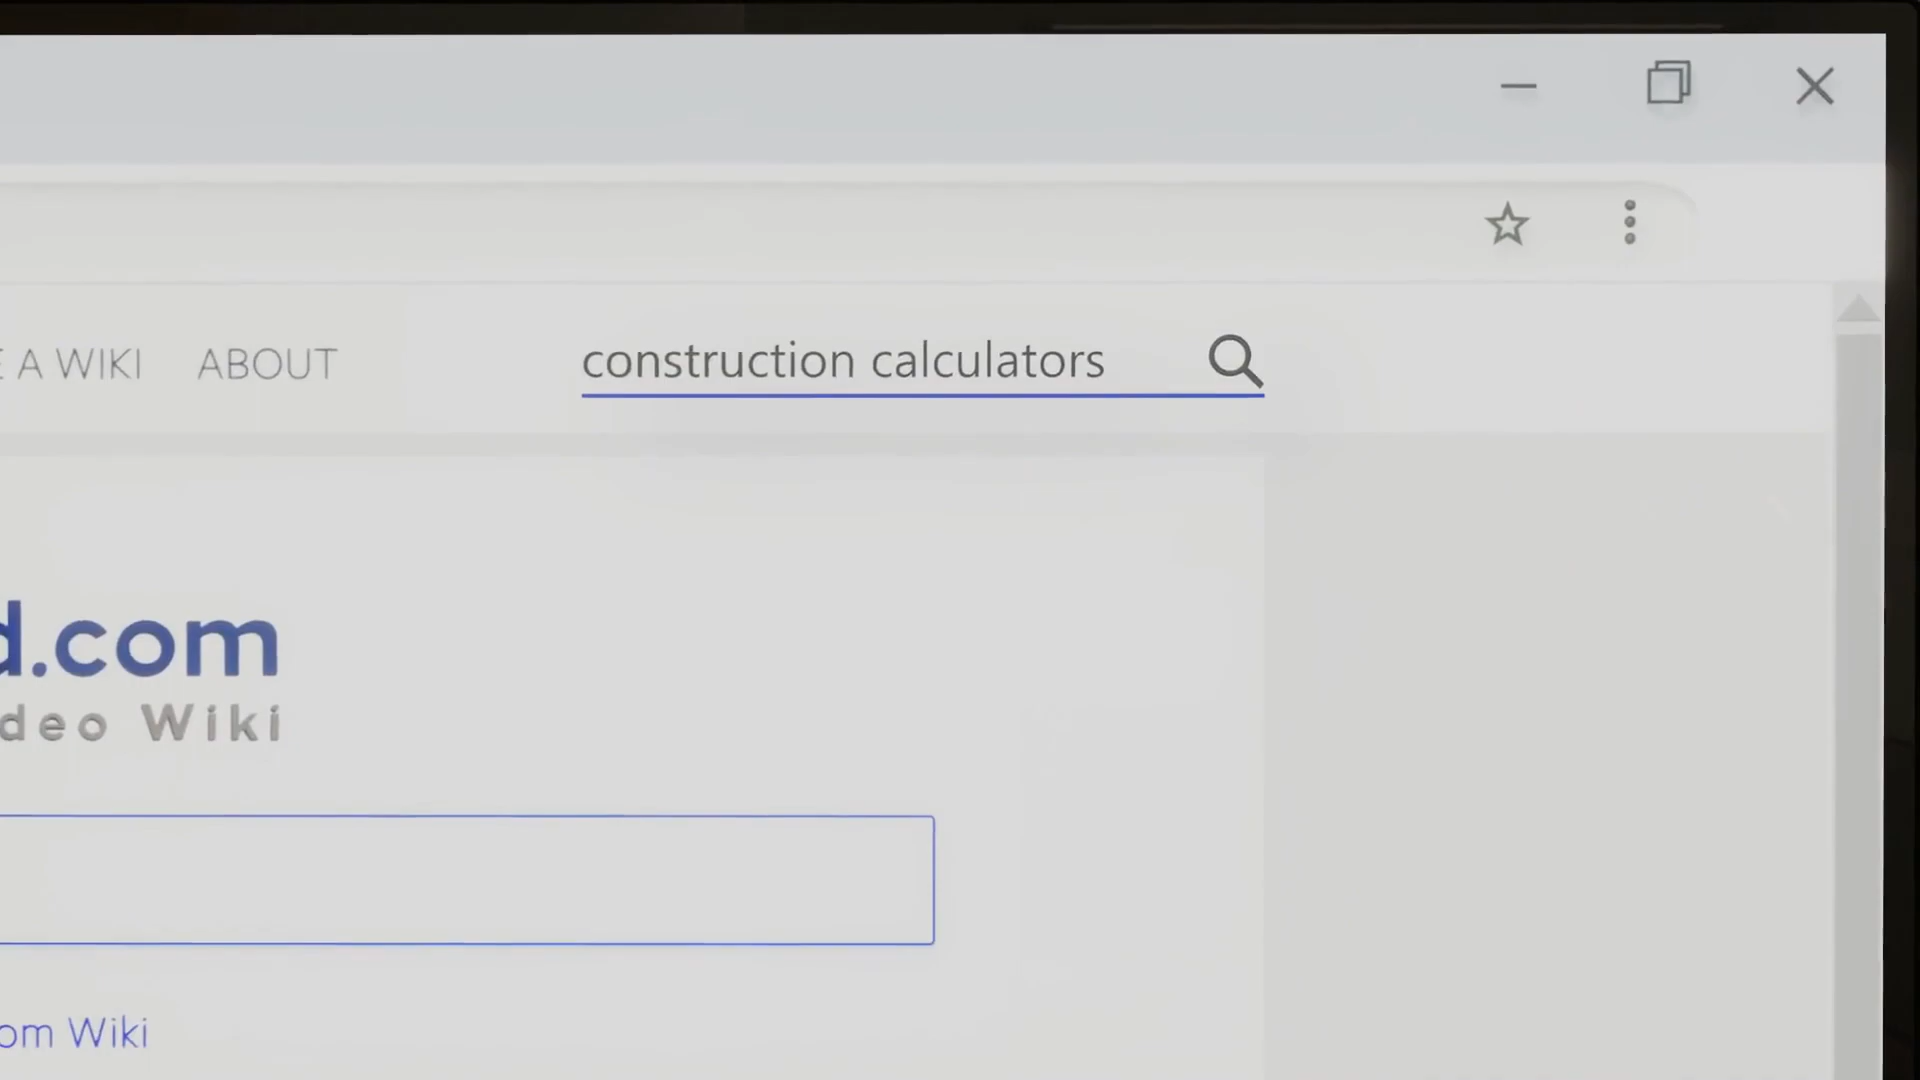 A WIKI ABOUT construction calculators
d.com
deo Wiki
om Wiki